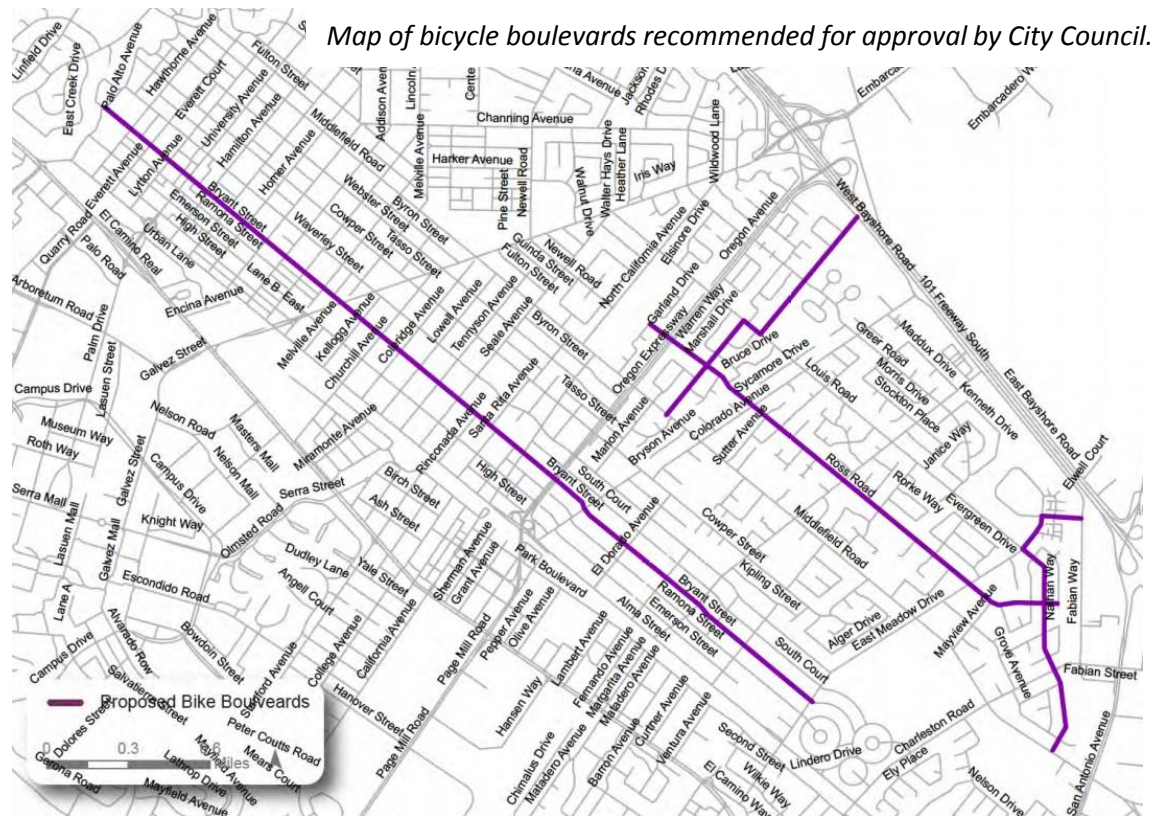 Map of bicycle boulevards recommended for approval by City Council.
Linfield Drive
East Creek Drive
Palo Alto Avenue
Hawthorne Avenue
Everett Court
University Avenue
Hamilton Avenue
Fulton Street
Middlefield Road
Homer Avenue
Addison Avenue
Lincoln
Center
Melville Avenue
Channing Avenue
Harker Avenue
Pine Street
Newell Road
Walnut Drive
Walter Hays Drive
Heather Lane
Iris Way
Wildwood Lane
Rhodes
Embarcadero
Embarcadero W
Everett Avenue
Lytton Avenue
Bryant Street
Ramona Street
Emerson Street
High Street
Urban Lane
El Camino Real
Quarry Road
Palo Road
Arboretum Road
Encina Avenue
Lane B East
Waverley Street
Cowper Street
Webster Street
Tasso Street
Byron Street
Guinda Street
Fulton Street
Newell Road
North California Avenue
Elsinore Drive
Oregon Avenue
West Bayshore Road
101 Freeway South
East Bayshore Road
Garland Drive
Warren Way
Marshall Drive
Oregon Expressway
Bruce Drive
Sycamore Drive
Colorado Avenue
Sutter Avenue
Louis Road
Greer Road
Maddux Drive
Morris Drive
Stockton Place
Kenneth Drive
Janice Way
Elwell Court
Melville Avenue
Kellogg Avenue
Churchill Avenue
Coleridge Avenue
Lowell Avenue
Tennyson Avenue
Seale Avenue
Byron Street
Tasso Street
Marion Avenue
Bryson Avenue
Santa Rita Avenue
Rinconada Avenue
Miramonte Avenue
Galvez Street
Palm Drive
Lasuen Street
Campus Drive
Museum Way
Roth Way
Serra Mall
Lasuen Mall
Galvez Mall
Galvez Street
Nelson Road
Masters Mall
Nelson Mall
Campus Drive
Knight Way
Serra Street
Olmsted Road
Birch Street
Ash Street
High Street
Bryant Street
South Court
El Dorado Avenue
Cowper Street
Kipling Street
Middlefield Road
Ross Road
Rorke Way
Evergreen Drive
Nathan Way
Fabian Way
Fabian Street
Escondido Road
Lane A
Alvarado Row
Bowdoin Street
Campus Drive
Salvatierra Street
Dudley Lane
Angell Court
Yale Street
Sherman Avenue
Grant Avenue
Park Boulevard
Pepper Avenue
Olive Avenue
Page Mill Road
College Avenue
California Avenue
Stanford Avenue
Hanover Street
Page Mill Road
Peter Coutts Road
Mears Court
Mayfield Avenue
Lathrop Drive
Mayfield Avenue
Gerona Road
Dolores Street
Bryant Street
Ramona Street
Emerson Street
Alma Street
Lambert Avenue
Fernando Avenue
Margarita Avenue
Matadero Avenue
Hansen Way
Chimalus Drive
Matadero Avenue
Barron Avenue
Curtner Avenue
Ventura Avenue
Second Street
Wilkie Way
El Camino Way
South Court
Alger Drive
East Meadow Drive
Mayview Avenue
Grove Avenue
Charleston Road
Lindero Drive
Ely Place
Nelson Drive
San Antonio Avenue
Proposed Bike Boulveards
0 0.3 0.6
Miles